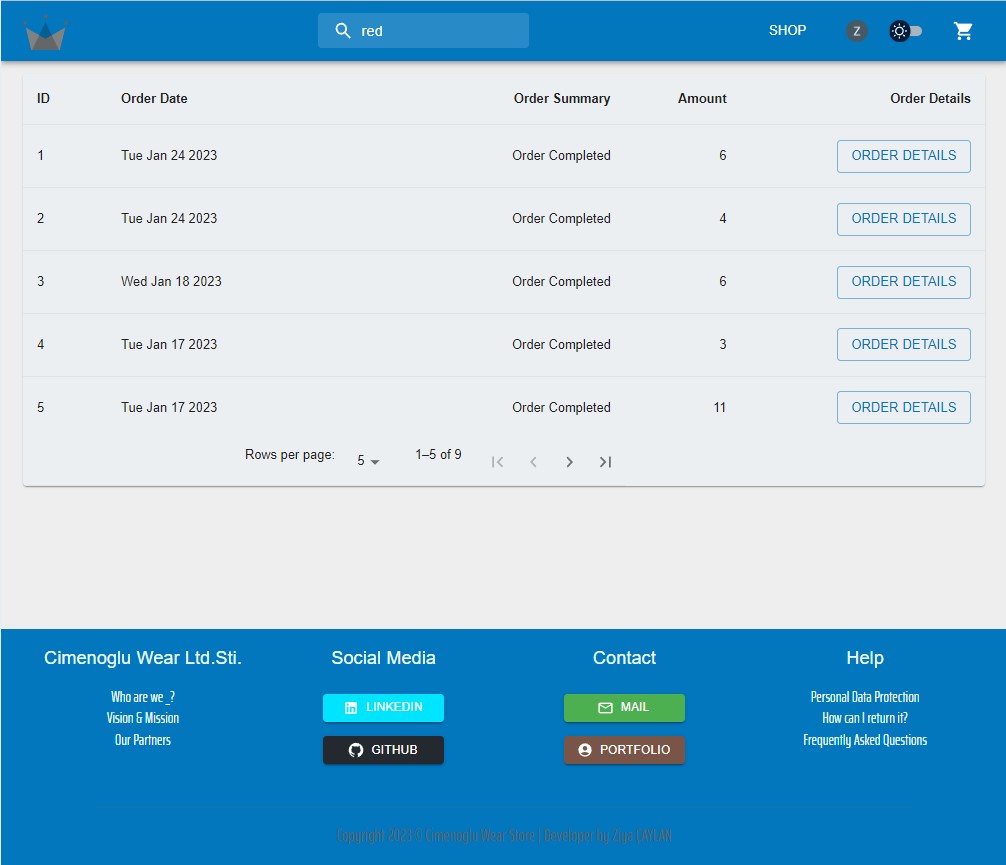 red SHOP Z
ID Order Date Order Summary Amount Order Details
1 Tue Jan 24 2023 Order Completed 6 ORDER DETAILS
2 Tue Jan 24 2023 Order Completed 4 ORDER DETAILS
3 Wed Jan 18 2023 Order Completed 6 ORDER DETAILS
4 Tue Jan 17 2023 Order Completed 3 ORDER DETAILS
5 Tue Jan 17 2023 Order Completed 11 ORDER DETAILS
Rows per page: 5 1–5 of 9
Cimenoglu Wear Ltd.Sti.
Who are we_?
Vision & Mission
Our Partners
Social Media
LINKEDIN
GITHUB
Contact
MAIL
PORTFOLIO
Help
Personal Data Protection
How can I return it?
Frequently Asked Questions
Copyright 2023 © Cimenoglu Wear Store | Developer by Ziya CAYLAN